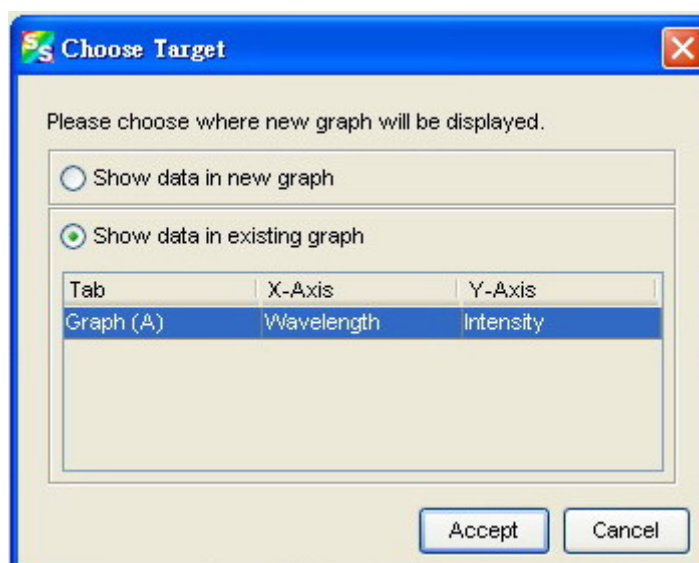 SS Choose Target
Please choose where new graph will be displayed.
Show data in new graph
Show data in existing graph
Tab X-Axis Y-Axis
Graph (A) Wavelength Intensity
Accept Cancel